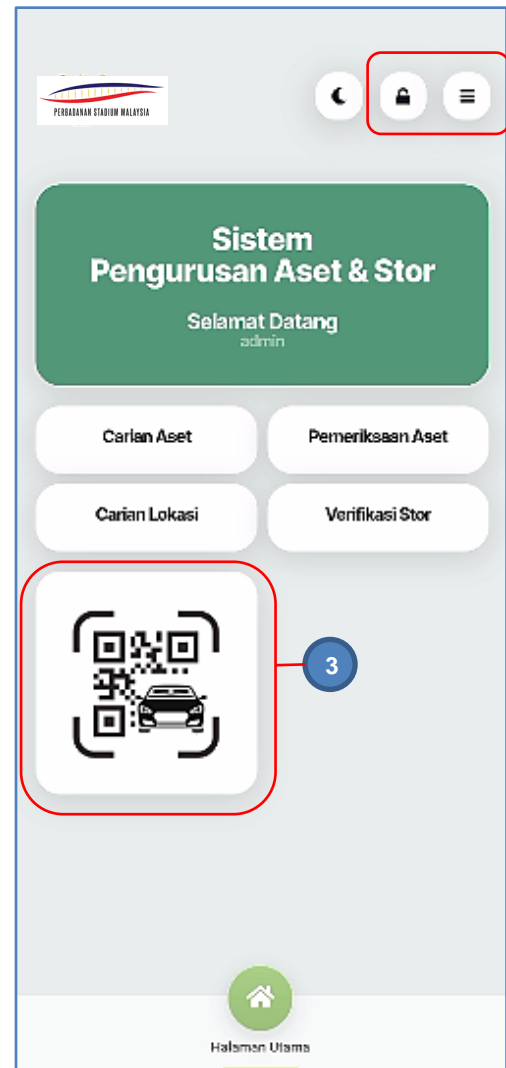 PERBADANAN STADIUM MALAYSIA
Sistem
Pengurusan Aset & Stor
Selamat Datang
admin
Carian Aset
Pemeriksaan Aset
Carian Lokasi
Verifikasi Stor
3
Halaman Utama